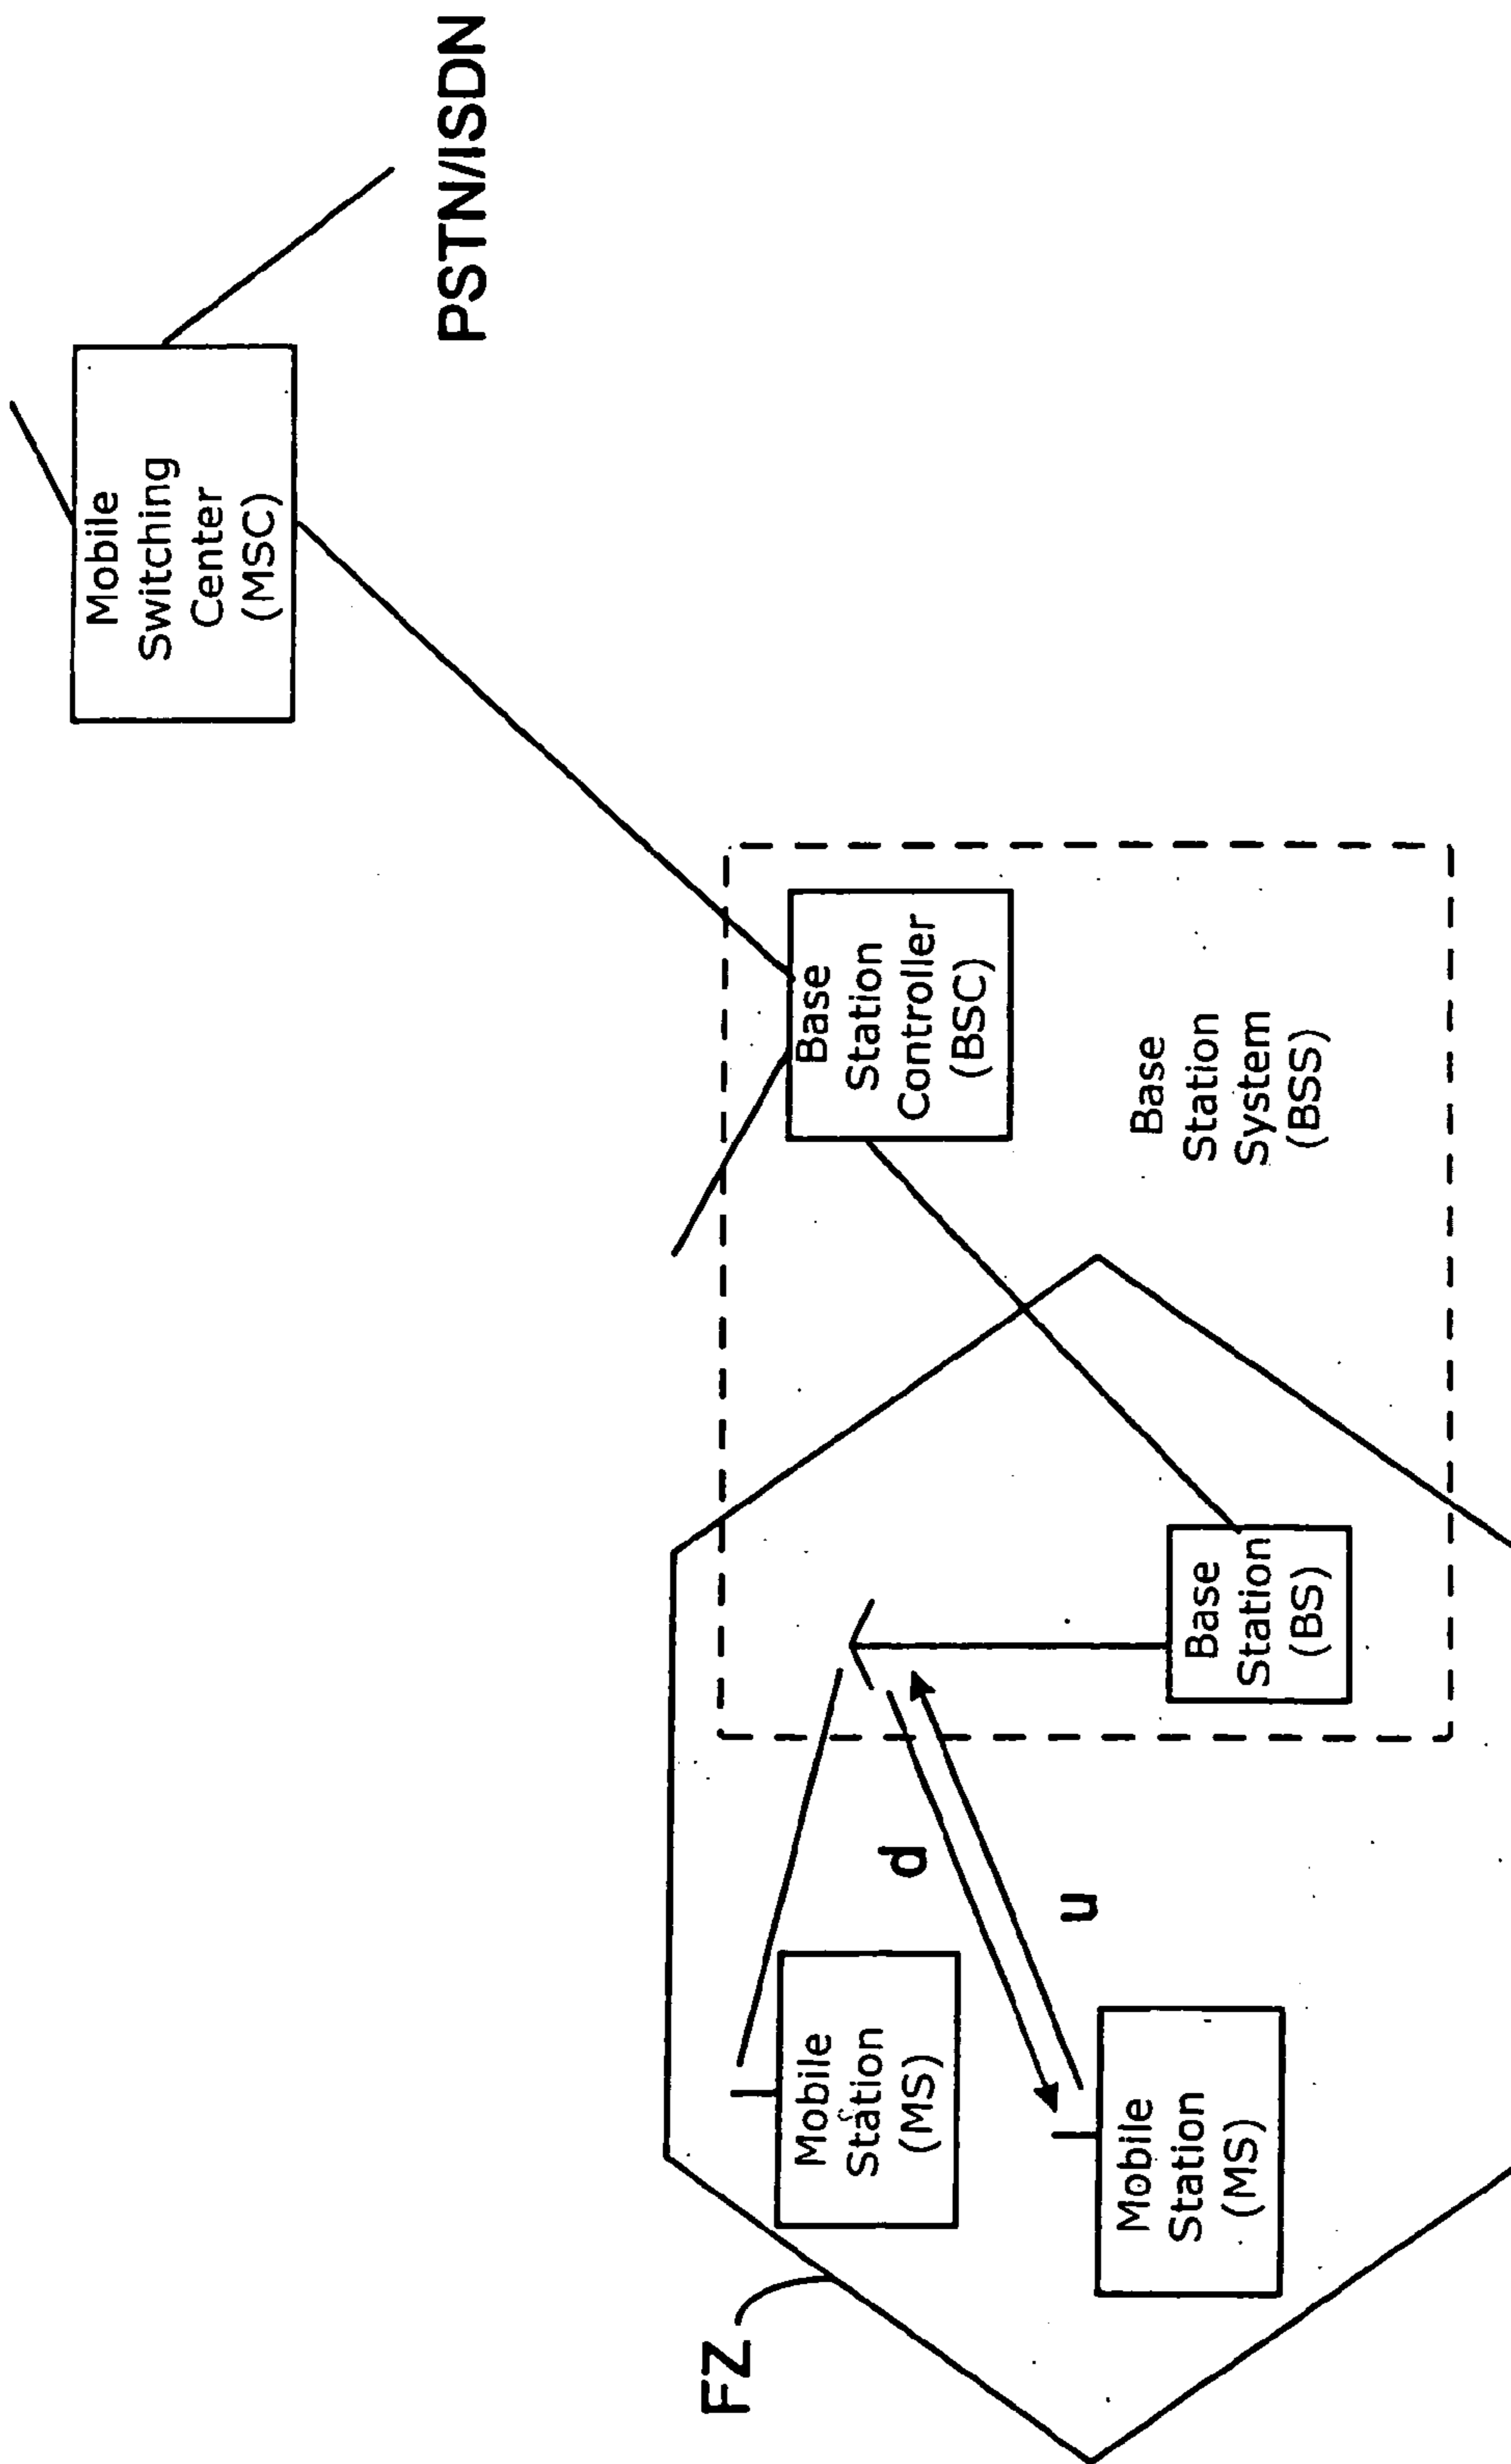 Mobile
Switching
Center
(MSC)
PSTN/ISDN
Base
Station
Controller
(BSC)
Base
Station
System
(BSS)
Base
Station
(BS)
d
u
Mobile
Station
(MS)
Mobile
Station
(MS)
FZ